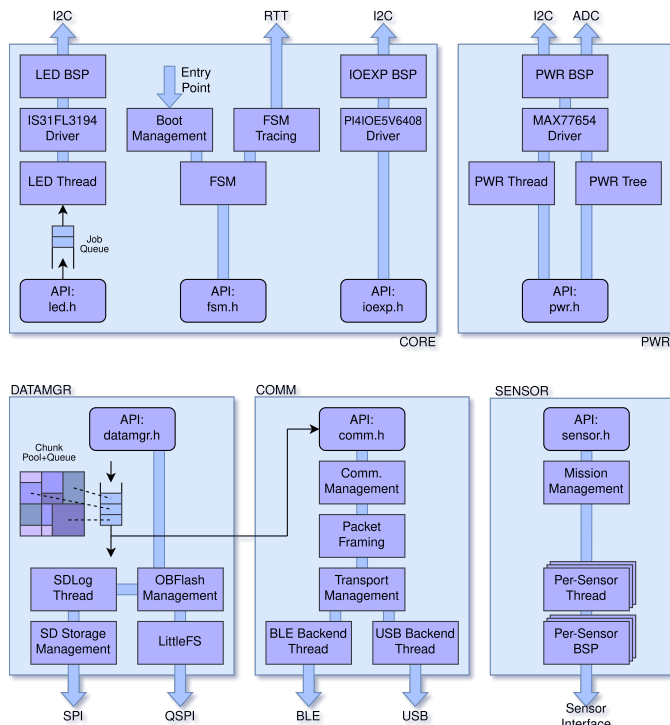 I2C
RTT
I2C
I2C
ADC
LED BSP
Entry
Point
IOEXP BSP
PWR BSP
IS31FL3194
Driver
Boot
Management
FSM
Tracing
PI4IOE5V6408
Driver
MAX77654
Driver
LED Thread
FSM
PWR Thread
PWR Tree
Job
Queue
API:
led.h
API:
fsm.h
API:
ioexp.h
API:
pwr.h
CORE
PWR
DATAMGR
COMM
SENSOR
API:
datamgr.h
API:
comm.h
API:
sensor.h
Chunk
Pool+Queue
Comm.
Management
Mission
Management
Packet
Framing
SDLog
Thread
OBFlash
Management
Transport
Management
Per-Sensor
Thread
SD Storage
Management
LittleFS
BLE Backend
Thread
USB Backend
Thread
Per-Sensor
BSP
SPI
QSPI
BLE
USB
Sensor
Interface